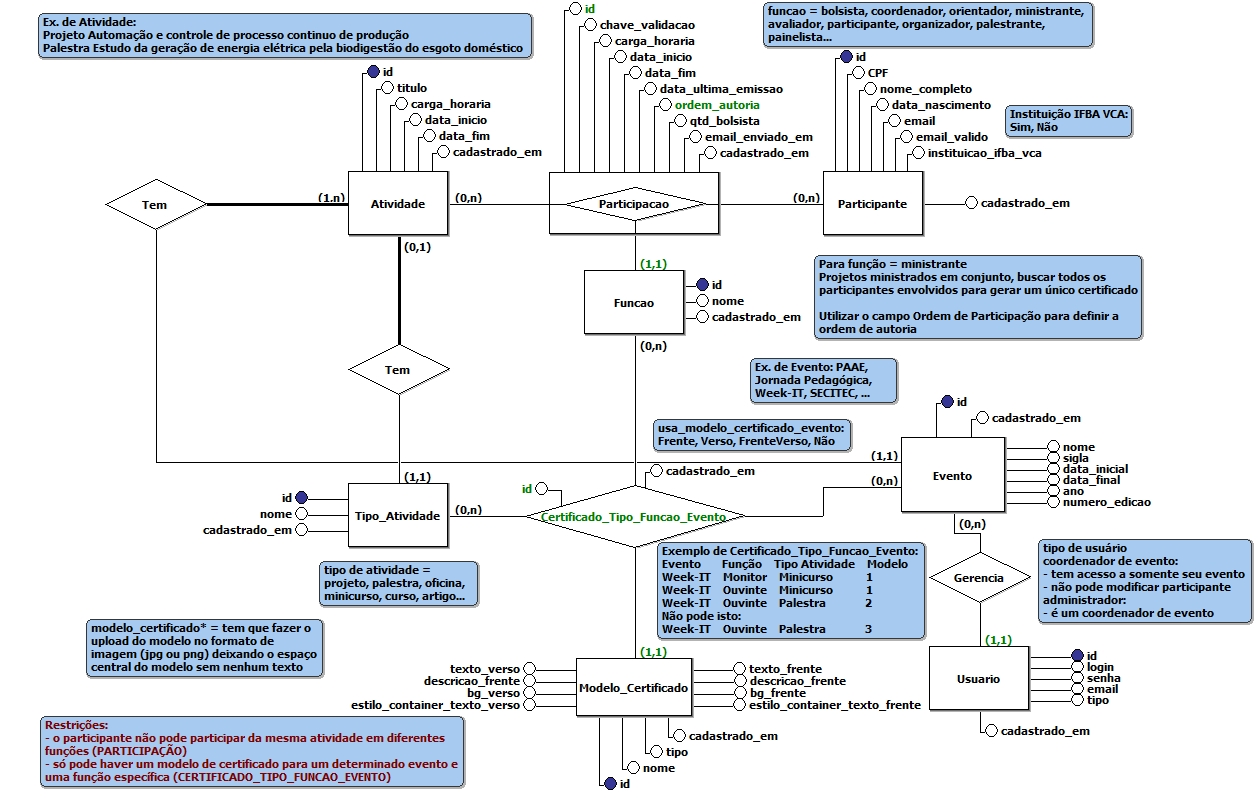 Ex. de Atividade:
Projeto Automação e controle de processo continuo de produção
Palestra Estudo da geração de energia elétrica pela biodigestão do esgoto doméstico
id
chave_validacao
carga_horaria
data_inicio
data_fim
data_ultima_emissao
ordem_autoria
qtd_bolsista
email_enviado_em
cadastrado_em
funcao = bolsista, coordenador, orientador, ministrante,
avaliador, participante, organizador, palestrante,
painelista...
id
titulo
carga_horaria
data_inicio
data_fim
cadastrado_em
id
CPF
nome_completo
data_nascimento
email
email_valido
instituicao_ifba_vca
Instituição IFBA VCA:
Sim, Não
Tem
(1.n)
Atividade
(0,n)
Participacao
(0,n)
Participante
cadastrado_em
(0,1)
(1,1)
Funcao
id
nome
cadastrado_em
(0,n)
Para função = ministrante
Projetos ministrados em conjunto, buscar todos os
participantes envolvidos para gerar um único certificado
Utilizar o campo Ordem de Participação para definir a
ordem de autoria
Tem
Ex. de Evento: PAAE,
Jornada Pedagógica,
Week-IT, SECITEC, ...
usa_modelo_certificado_evento:
Frente, Verso, FrenteVerso, Não
id
cadastrado_em
(1,1)
(0,n)
Evento
nome
sigla
data_inicial
data_final
ano
numero_edicao
(0,n)
(1,1)
id
nome
cadastrado_em
Tipo_Atividade
(0,n)
id
cadastrado_em
Certificado_Tipo_Funcao_Evento
tipo de atividade =
projeto, palestra, oficina,
minicurso, curso, artigo...
Exemplo de Certificado_Tipo_Funcao_Evento:
Evento Função Tipo Atividade Modelo
Week-IT Monitor Minicurso 1
Week-IT Ouvinte Minicurso 1
Week-IT Ouvinte Palestra 2
Não pode isto:
Week-IT Ouvinte Palestra 3
Gerencia
tipo de usuário
coordenador de evento:
- tem acesso a somente seu evento
- não pode modificar participante
administrador:
- é um coordenador de evento
modelo_certificado* = tem que fazer o
upload do modelo no formato de
imagem (jpg ou png) deixando o espaço
central do modelo sem nenhum texto
(1,1)
texto_verso
descricao_frente
bg_verso
estilo_container_texto_verso
Modelo_Certificado
texto_frente
descricao_frente
bg_frente
estilo_container_texto_frente
cadastrado_em
tipo
nome
id
(1,1)
Usuario
id
login
senha
email
tipo
cadastrado_em
Restrições:
- o participante não pode participar da mesma atividade em diferentes
funções (PARTICIPAÇÃO)
- só pode haver um modelo de certificado para um determinado evento e
uma função específica (CERTIFICADO_TIPO_FUNCAO_EVENTO)